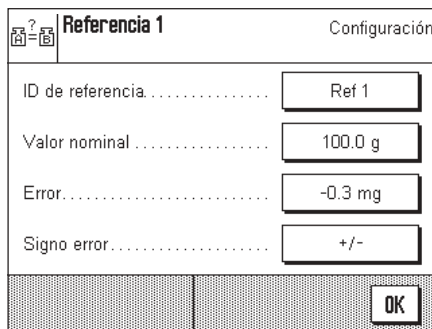 A ?= B Referencia 1 Configuración
ID de referencia................ Ref 1
Valor nominal ................. 100.0 g
Error......................... -0.3 mg
Signo error.................... +/-
OK